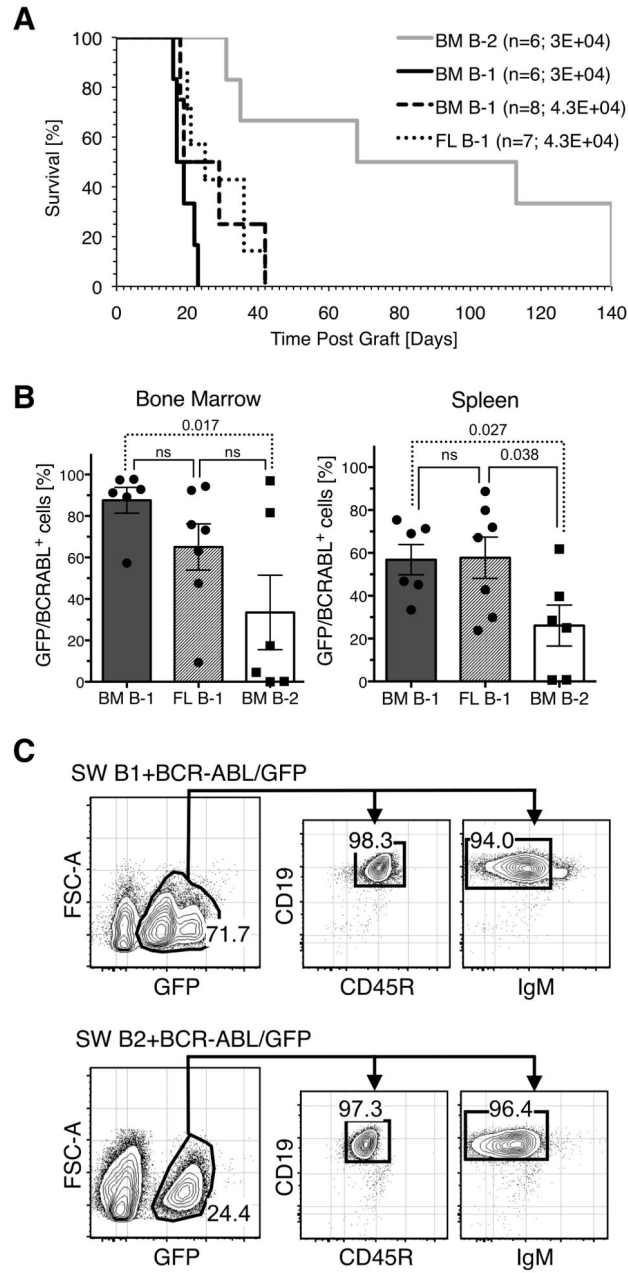 A
100
80
60
40
20
0
Survival [%]
0 20 40 60 80 100 120 140
Time Post Graft [Days]
BM B-2 (n=6; 3E+04)
BM B-1 (n=6; 3E+04)
BM B-1 (n=8; 4.3E+04)
FL B-1 (n=7; 4.3E+04)
B
Bone Marrow
0.017
ns ns
GFP/BCRABL+ cells [%]
100
80
60
40
20
0
BM B-1 FL B-1 BM B-2
Spleen
0.027
ns 0.038
GFP/BCRABL+ cells [%]
100
80
60
40
20
0
BM B-1 FL B-1 BM B-2
C
SW B1+BCR-ABL/GFP
FSC-A
71.7
GFP
98.3
CD19
CD45R
94.0
IgM
SW B2+BCR-ABL/GFP
FSC-A
24.4
GFP
97.3
CD19
CD45R
96.4
IgM